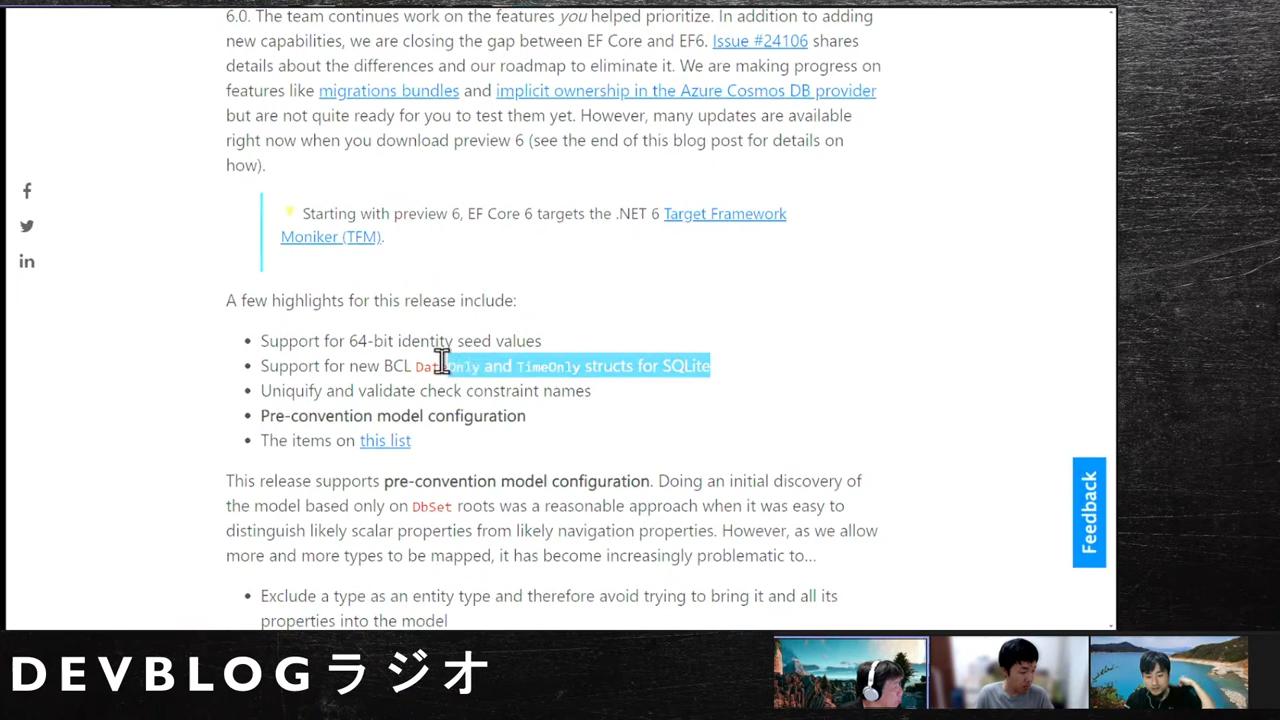 6.0. The team continues work on the features you helped prioritize. In addition to adding
new capabilities, we are closing the gap between EF Core and EF6. Issue #24106 shares
details about the differences and our roadmap to eliminate it. We are making progress on
features like migrations bundles and implicit ownership in the Azure Cosmos DB provider
but are not quite ready for you to test them yet. However, many updates are available
right now when you download preview 6 (see the end of this blog post for details on
how).
Starting with preview 6, EF Core 6 targets the .NET 6 Target Framework
Moniker (TFM).
A few highlights for this release include:
• Support for 64-bit identity seed values
• Support for new BCL DateOnly and TimeOnly structs for SQLite
• Uniquify and validate check constraint names
• Pre-convention model configuration
• The items on this list
This release supports pre-convention model configuration. Doing an initial discovery of
the model based only on DbSet roots was a reasonable approach when it was easy to
distinguish likely scalar properties from likely navigation properties. However, as we allow
more and more types to be mapped, it has become increasingly problematic to…
• Exclude a type as an entity type and therefore avoid trying to bring it and all its
properties into the model
Feedback
DEVBLOGラジオ